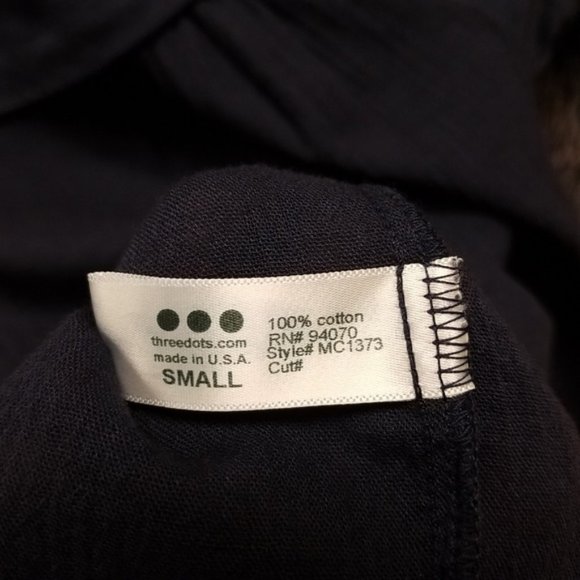 threedots.com
made in U.S.A.
SMALL
100% cotton
RN# 94070
Style# MC1373
Cut#